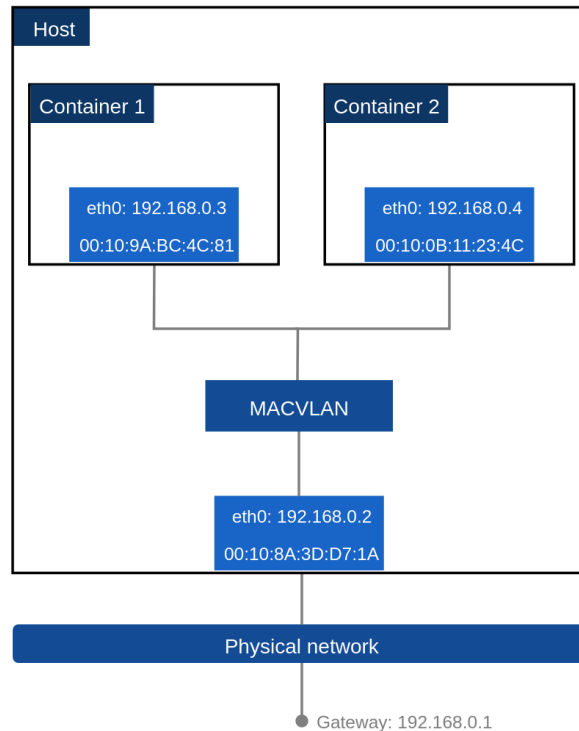 Host
Container 1
Container 2
eth0: 192.168.0.3
00:10:9A:BC:4C:81
eth0: 192.168.0.4
00:10:0B:11:23:4C
MACVLAN
eth0: 192.168.0.2
00:10:8A:3D:D7:1A
Physical network
Gateway: 192.168.0.1